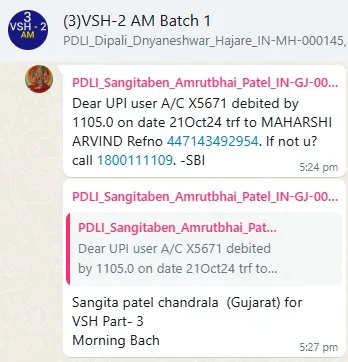 3
VSH - 2
AM
(3)VSH-2 AM Batch 1
PDLI_Dipali_Dnyaneshwar_Hajare_IN-MH-000145,
PDLI_Sangitaben_Amrutbhai_Patel_IN-GJ-00...
Dear UPI user A/C X5671 debited by
1105.0 on date 21Oct24 trf to MAHARSHI
ARVIND Refno 447143492954. If not u?
call 1800111109. -SBI
5:24 pm
PDLI_Sangitaben_Amrutbhai_Patel_IN-GJ-00...
PDLI_Sangitaben_Amrutbhai_Pat...
Dear UPI user A/C X5671 debited
by 1105.0 on date 21Oct24 trf to...
Sangita patel chandrala (Gujarat) for
VSH Part- 3
Morning Bach
5:27 pm